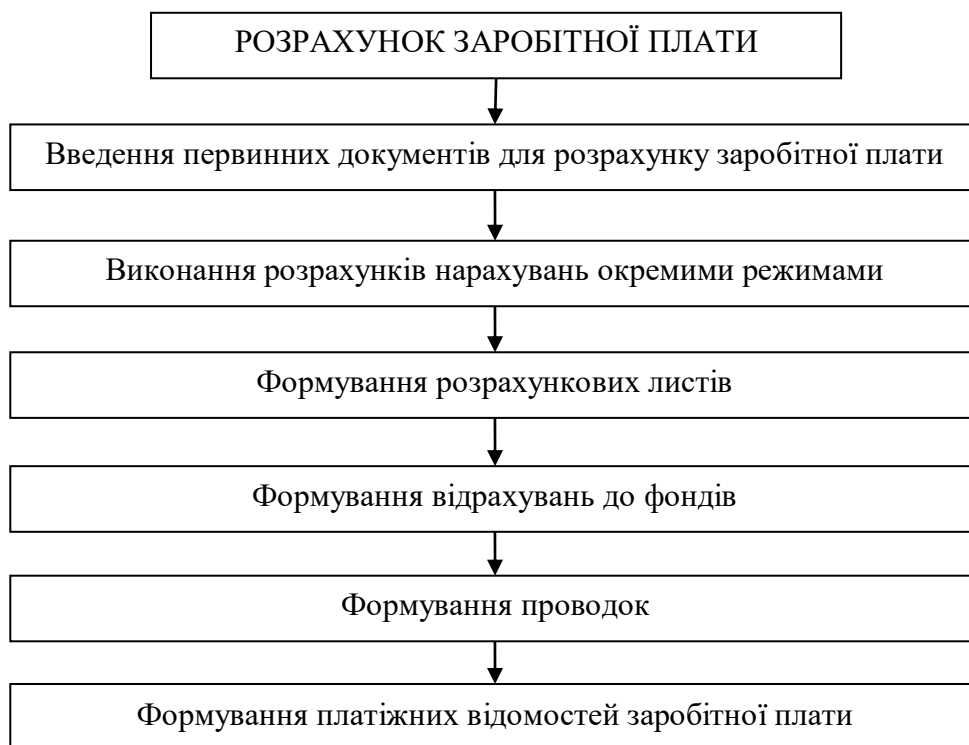 РОЗРАХУНОК ЗАРОБІТНОЇ ПЛАТИ
Введення первинних документів для розрахунку заробітної плати
Виконання розрахунків нарахувань окремими режимами
Формування розрахункових листів
Формування відрахувань до фондів
Формування проводок
Формування платіжних відомостей заробітної плати